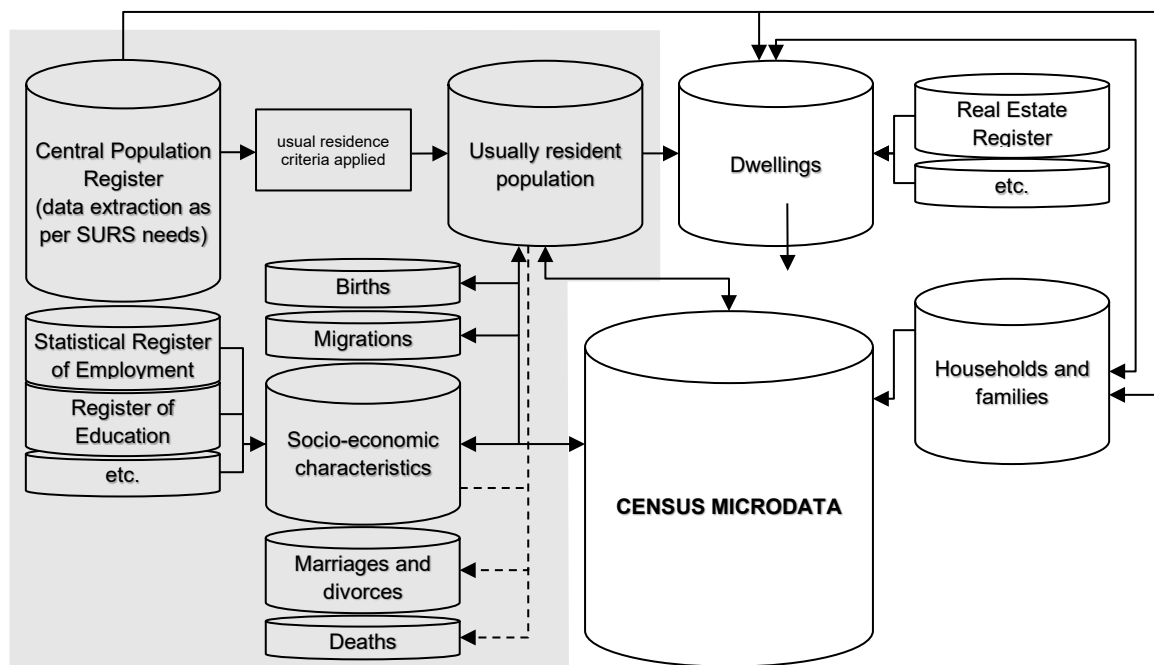 Central Population
Register
(data extraction as
per SURS needs)
usual residence
criteria applied
Usually resident
population
Dwellings
Real Estate
Register
etc.
Births
Migrations
Statistical Register
of Employment
Register of
Education
etc.
Socio-economic
characteristics
Households and
families
CENSUS MICRODATA
Marriages and
divorces
Deaths